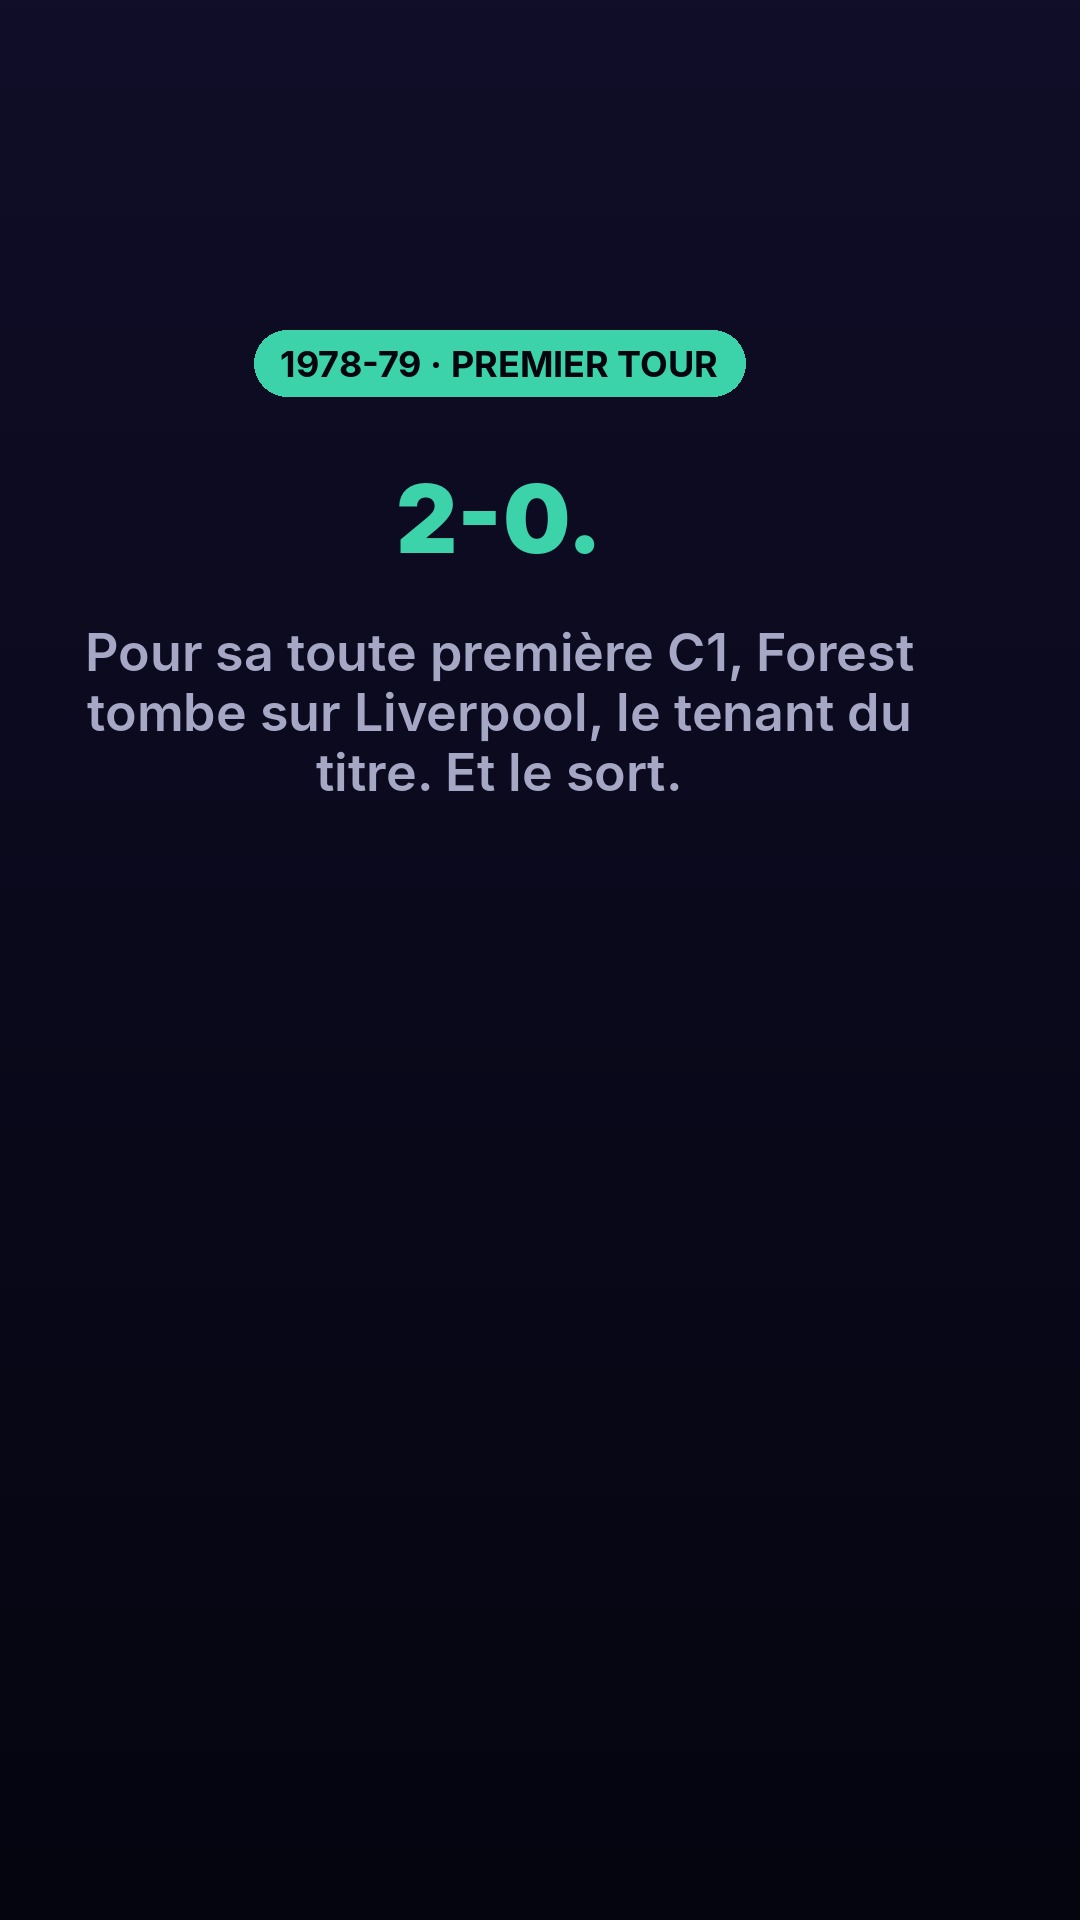 1978-79 · PREMIER TOUR
2-0.
Pour sa toute première C1, Forest
tombe sur Liverpool, le tenant du
titre. Et le sort.